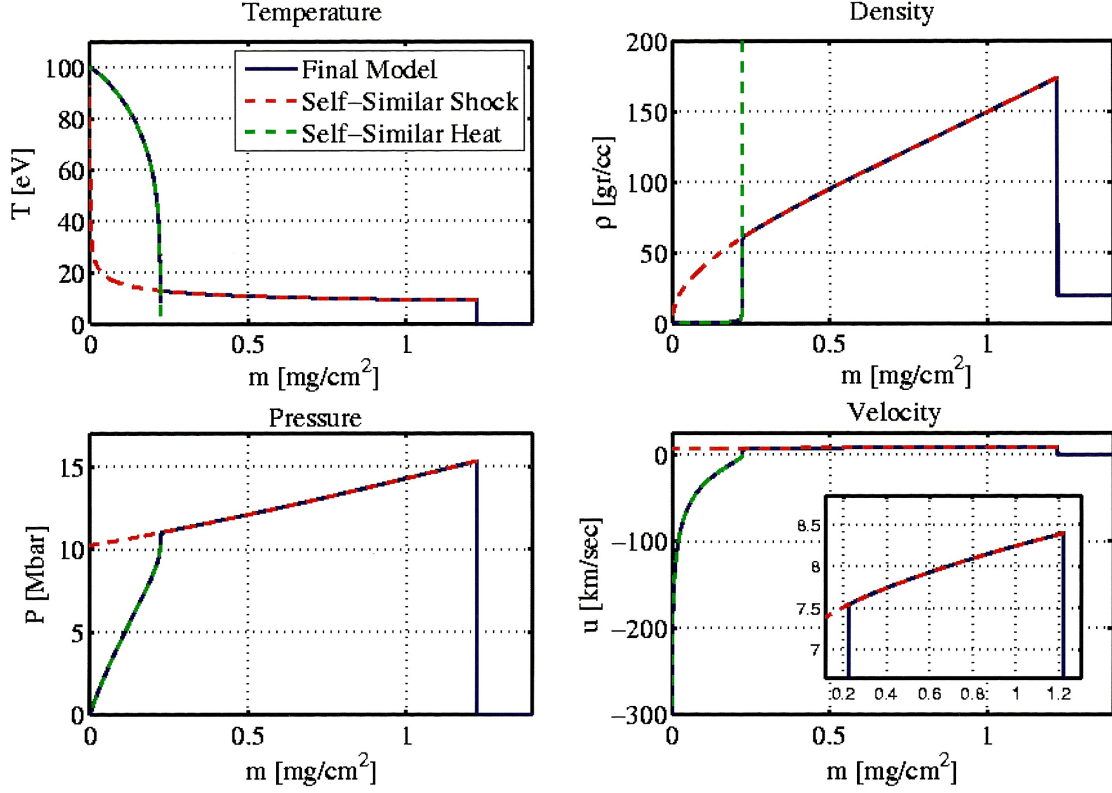 Temperature
100
80
60
40
20
0
T [eV]
Final Model
Self-Similar Shock
Self-Similar Heat
0
0.5
1
m [mg/cm²]
Density
200
150
100
50
0
ρ [gr/cc]
0
0.5
1
m [mg/cm²]
Pressure
15
10
5
0
P [Mbar]
0
0.5
1
m [mg/cm²]
Velocity
0
−100
−200
−300
u [km/sec]
8.5
8
7.5
7
0.2
0.4
0.6
0.8
1
1.2
0
0.5
1
m [mg/cm²]